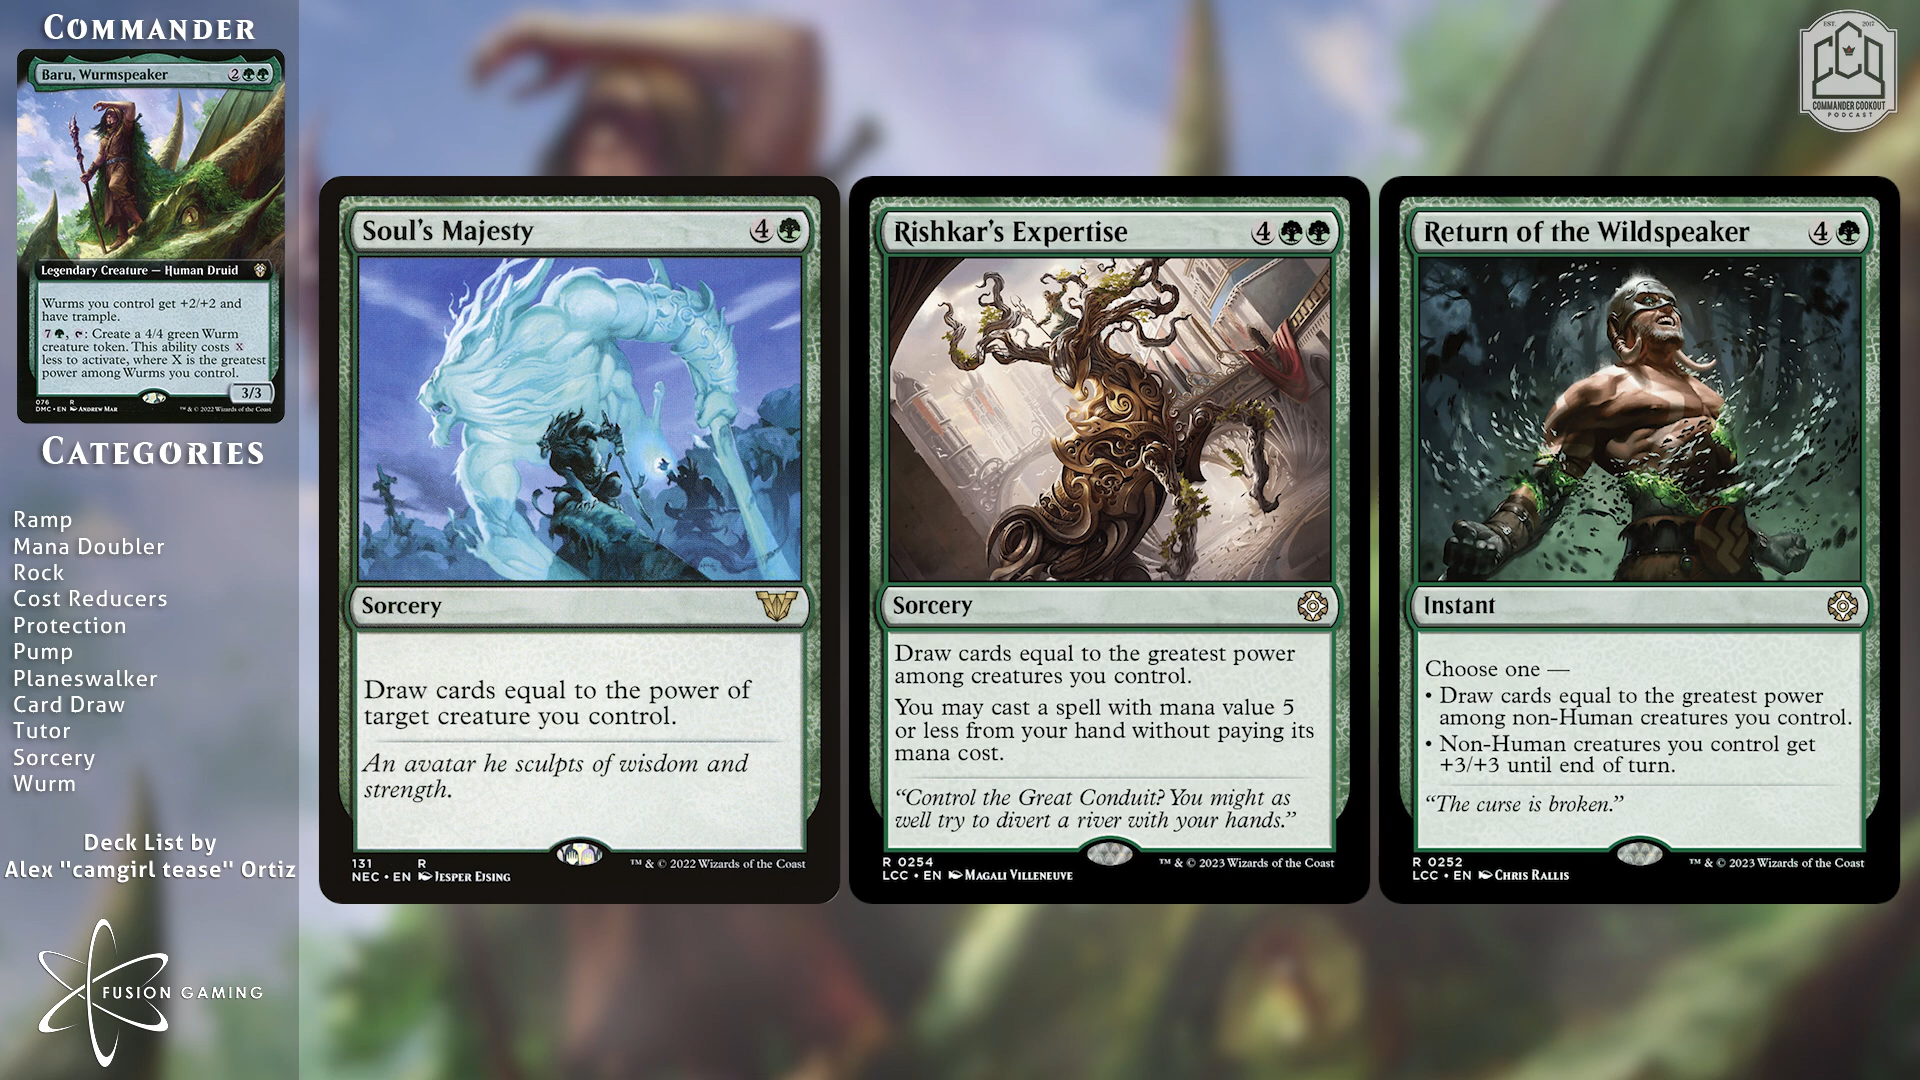 COMMANDER
Baru, Wurmspeaker 2
Legendary Creature — Human Druid
Wurms you control get +2/+2 and
have trample.
7 , : Create a 4/4 green Wurm
creature token. This ability costs X
less to activate, where X is the greatest
power among Wurms you control.
3/3
076 R
DMC • EN ANDREW MAR ™ & © 2022 Wizards of the Coast
CATEGORIES
Ramp
Mana Doubler
Rock
Cost Reducers
Protection
Pump
Planeswalker
Card Draw
Tutor
Sorcery
Wurm
Deck List by
Alex "camgirl tease" Ortiz
FUSION GAMING
Soul's Majesty 4
Sorcery
Draw cards equal to the power of
target creature you control.
An avatar he sculpts of wisdom and
strength.
131 R
NEC • EN JESPER EJSING ™ & © 2022 Wizards of the Coast
Rishkar's Expertise 4
Sorcery
Draw cards equal to the greatest power
among creatures you control.
You may cast a spell with mana value 5
or less from your hand without paying its
mana cost.
“Control the Great Conduit? You might as
well try to divert a river with your hands.”
R 0254
LCC • EN MAGALI VILLENEUVE ™ & © 2023 Wizards of the Coast
Return of the Wildspeaker 4
Instant
Choose one —
• Draw cards equal to the greatest power
among non-Human creatures you control.
• Non-Human creatures you control get
+3/+3 until end of turn.
“The curse is broken.”
R 0252
LCC • EN CHRIS RALLIS ™ & © 2023 Wizards of the Coast
EST. 2017
CCO
COMMANDER COOKOUT
PODCAST